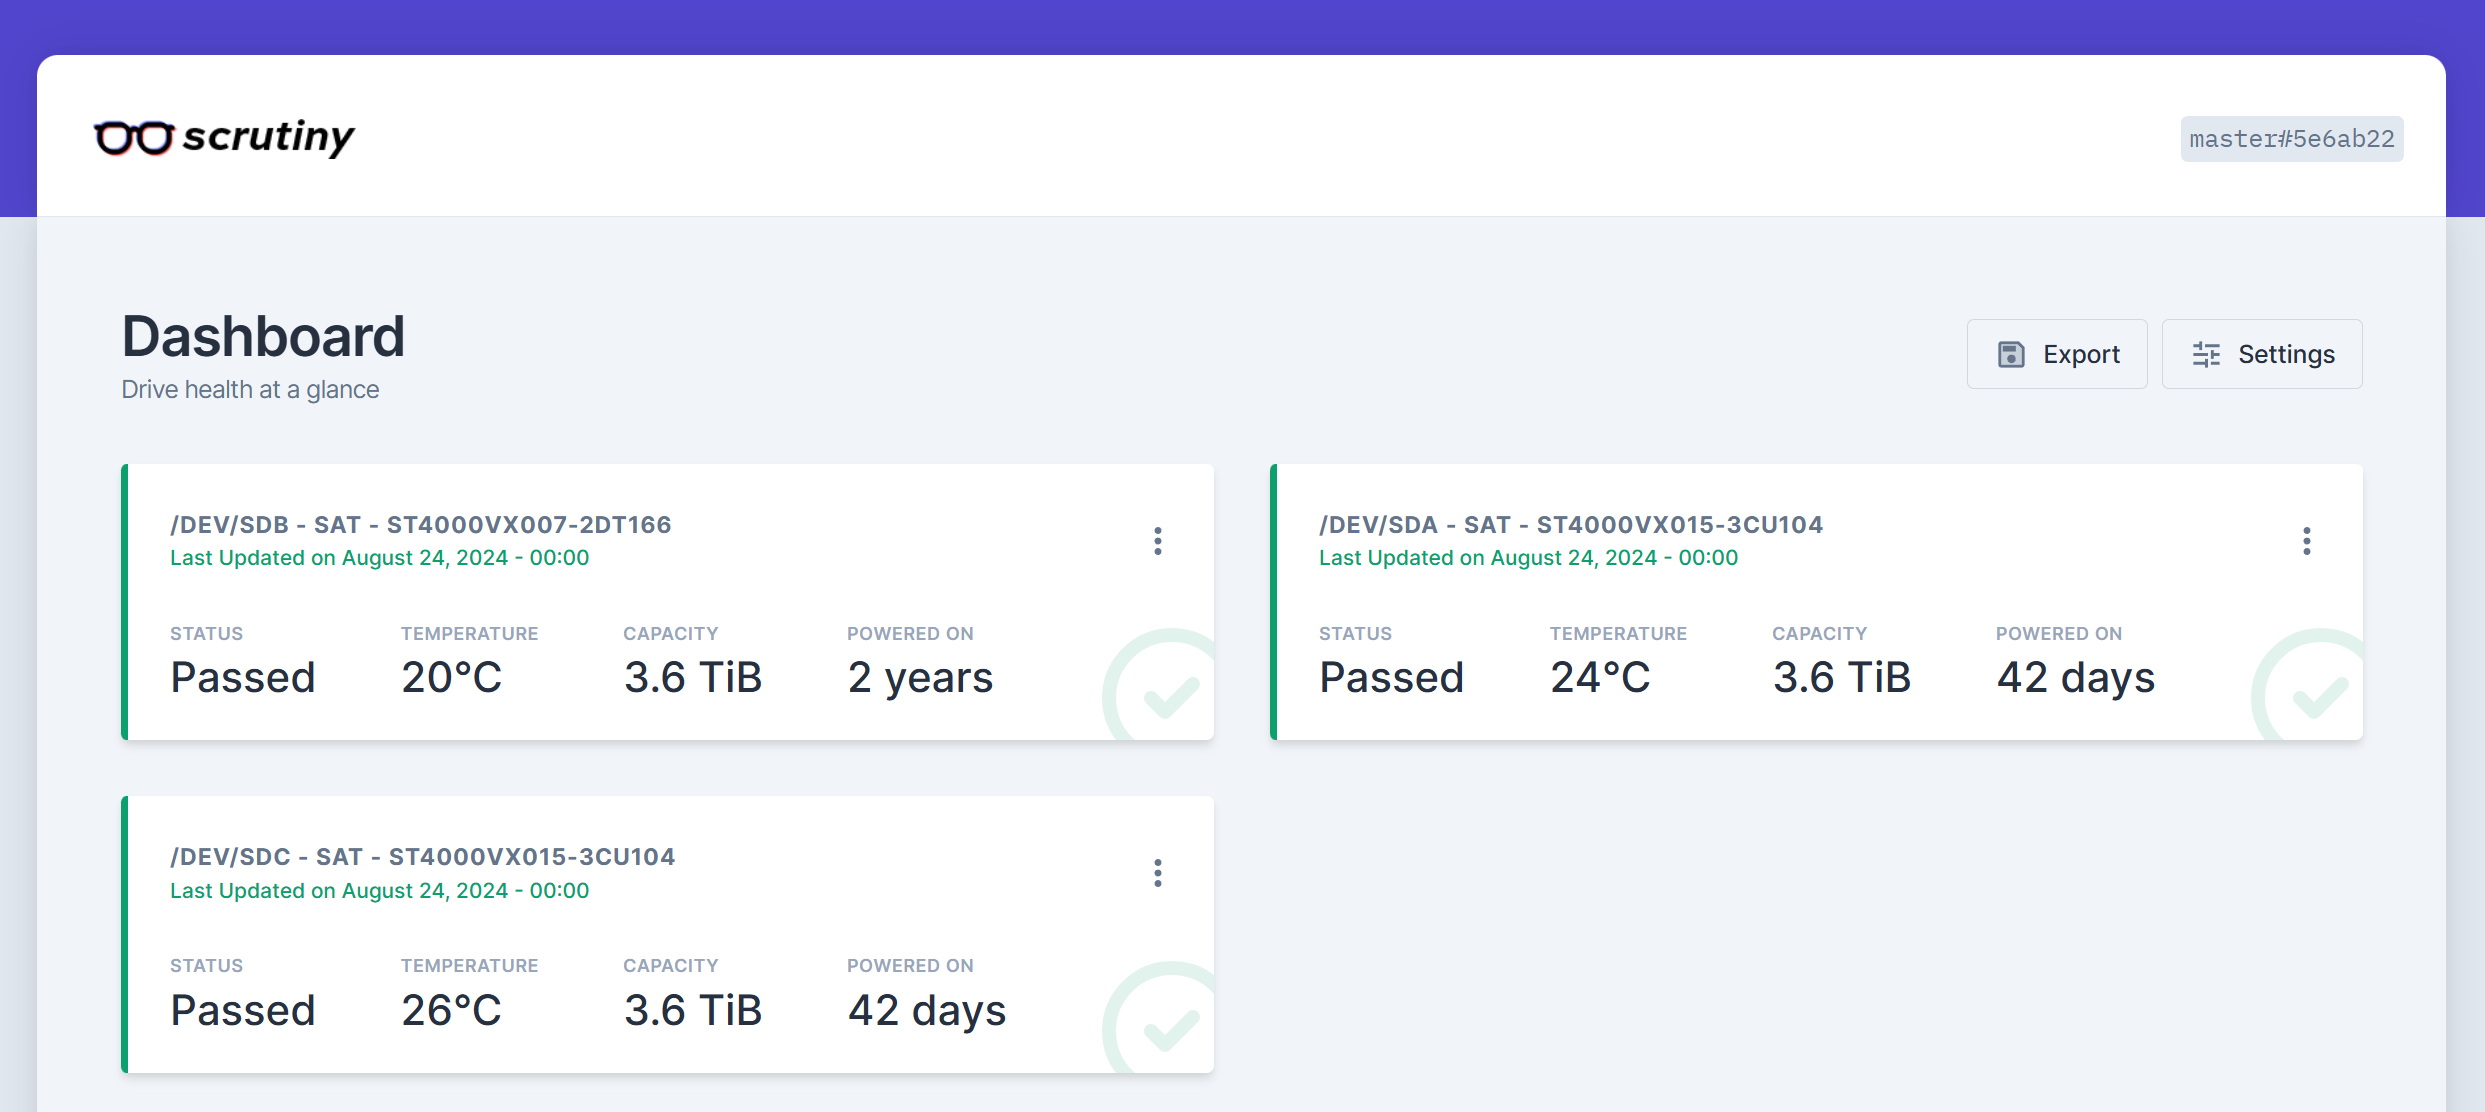 scrutiny
master#5e6ab22
Dashboard
Drive health at a glance
Export
Settings
/DEV/SDB - SAT - ST4000VX007-2DT166
Last Updated on August 24, 2024 - 00:00
STATUS TEMPERATURE CAPACITY POWERED ON
Passed 20°C 3.6 TiB 2 years
/DEV/SDA - SAT - ST4000VX015-3CU104
Last Updated on August 24, 2024 - 00:00
STATUS TEMPERATURE CAPACITY POWERED ON
Passed 24°C 3.6 TiB 42 days
/DEV/SDC - SAT - ST4000VX015-3CU104
Last Updated on August 24, 2024 - 00:00
STATUS TEMPERATURE CAPACITY POWERED ON
Passed 26°C 3.6 TiB 42 days